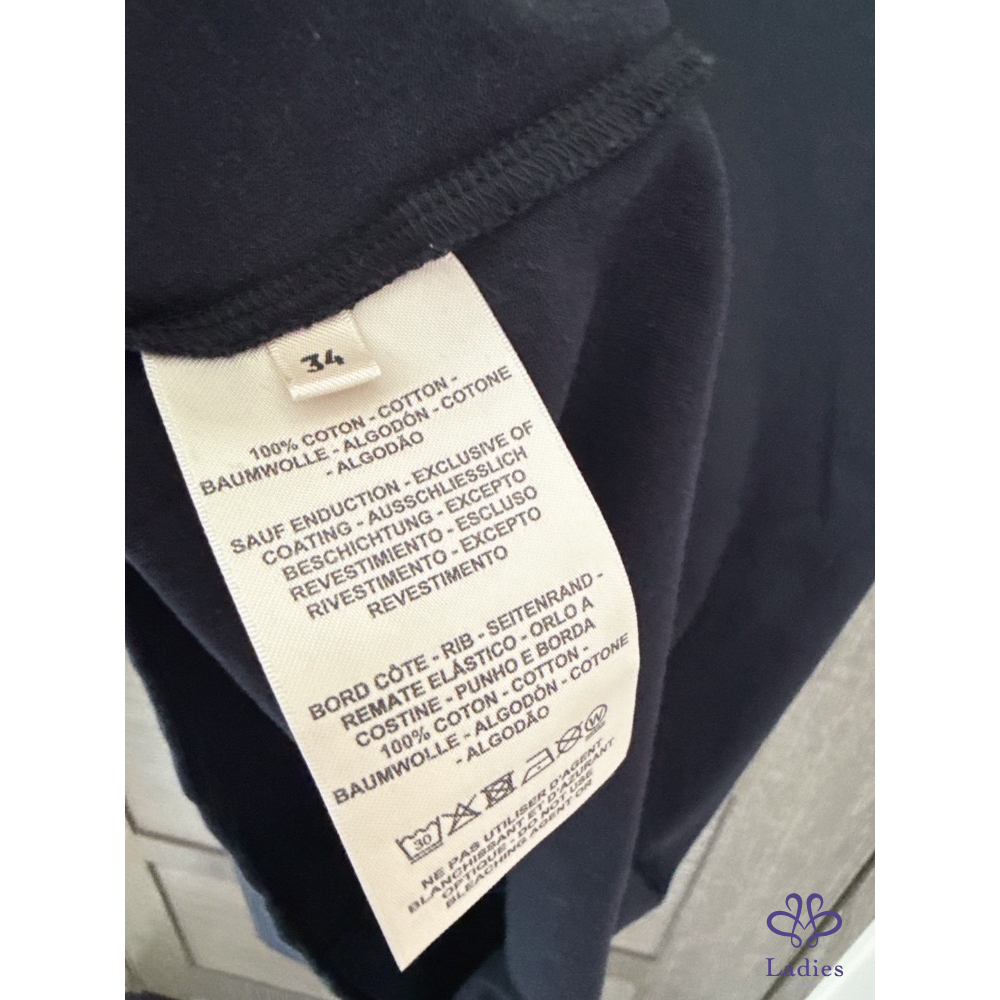 34
100% COTON - COTTON -
BAUMWOLLE - ALGODÓN - COTONE
- ALGODÃO
SAUF ENDUCTION - EXCLUSIVE OF
COATING - AUSSCHLIESSLICH
BESCHICHTUNG - EXCEPTO
REVESTIMIENTO - ESCLUSO
RIVESTIMENTO - EXCEPTO
REVESTIMENTO
BORD CÔTE - RIB - SEITENRAND -
REMATE ELÁSTICO - ORLO A
COSTINE - PUNHO E BORDA
100% COTON - COTTON -
BAUMWOLLE - ALGODÓN - COTONE
- ALGODÃO
30 W
NE PAS UTILISER D'AGENT
BLANCHISSANT ET D'AZURANT
OPTIQUE - DO NOT USE
BLEACHING AGENT OR
Ladies